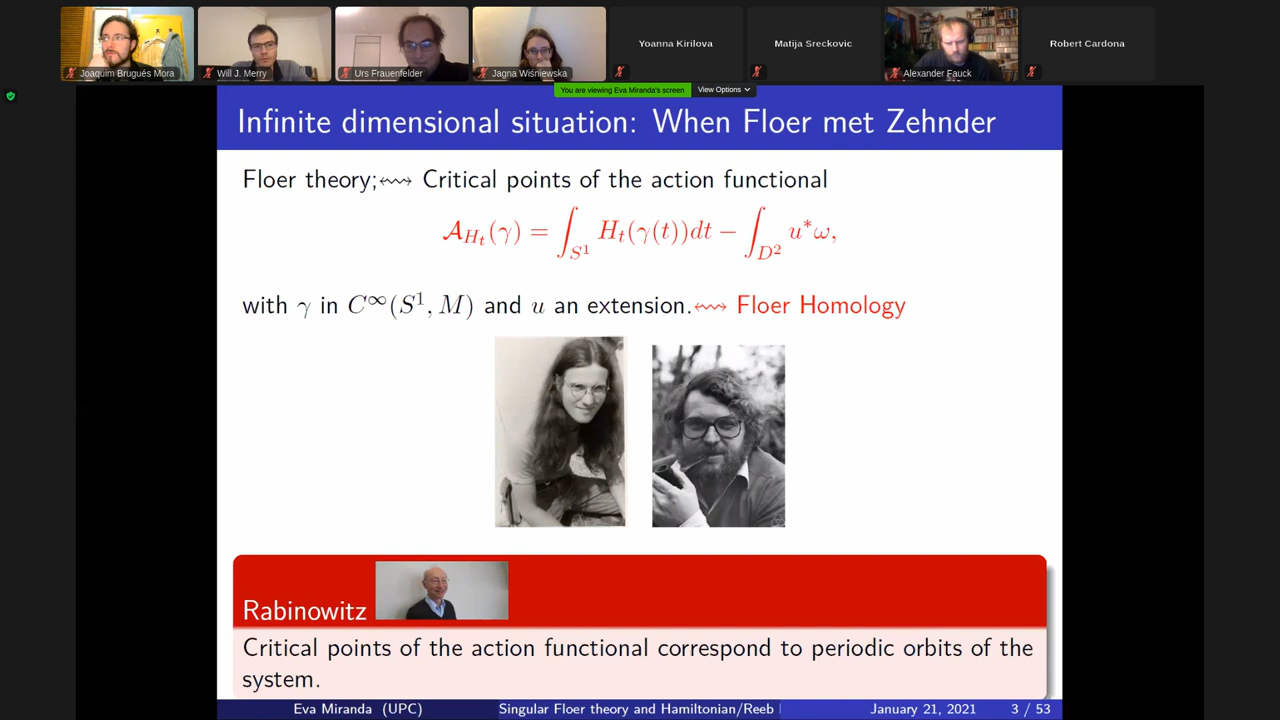 Joaquim Brugués Mora
Will J. Merry
Urs Frauenfelder
Jagna Wiśniewska
Yoanna Kirilova
Matija Sreckovic
Alexander Fauck
Robert Cardona
You are viewing Eva Miranda's screen
View Options
Infinite dimensional situation: When Floer met Zehnder
Floer theory;⇝ Critical points of the action functional
𝒜_{H_t}(γ) = ∫_{S¹} H_t(γ(t))dt − ∫_{D²} u*ω,
with γ in C^∞(S¹, M) and u an extension.⇝ Floer Homology
Rabinowitz
Critical points of the action functional correspond to periodic orbits of the
system.
Eva Miranda (UPC)
Singular Floer theory and Hamiltonian/Reeb
January 21, 2021
3 / 53